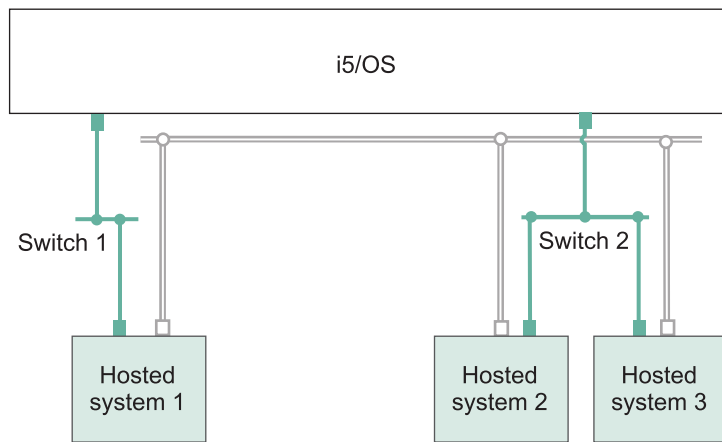 i5/OS
Switch 1
Switch 2
Hosted
system 1
Hosted
system 2
Hosted
system 3